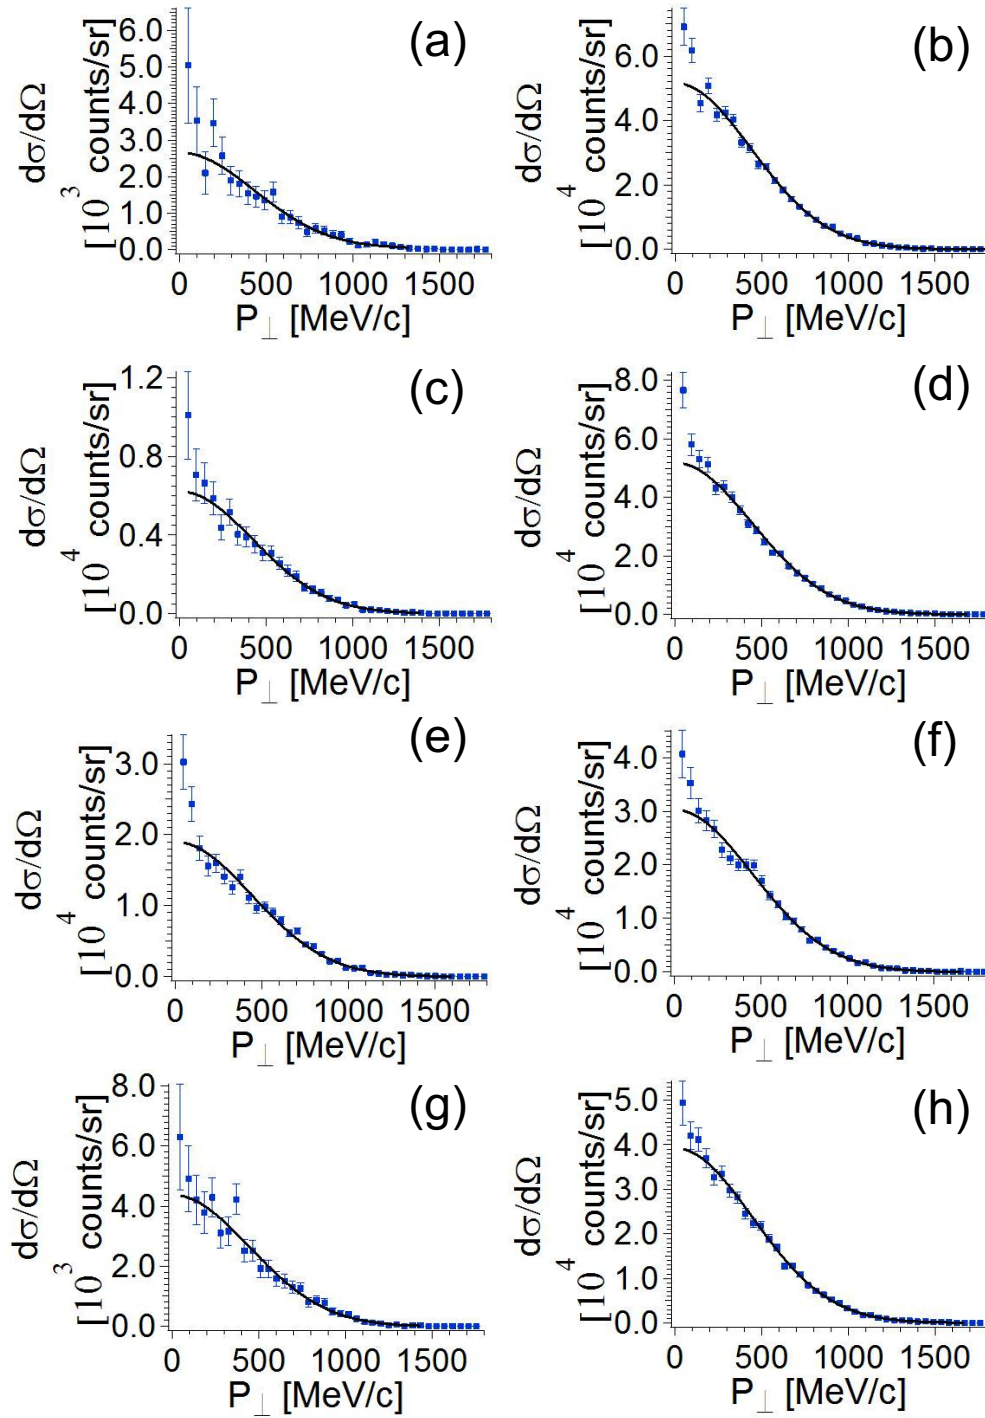 (a)
dσ/dΩ
[10³ counts/sr]
6.0
5.0
4.0
3.0
2.0
1.0
0.0
0 500 1000 1500
P⊥ [MeV/c]
(b)
dσ/dΩ
[10⁴ counts/sr]
6.0
4.0
2.0
0.0
0 500 1000 1500
P⊥ [MeV/c]
(c)
dσ/dΩ
[10⁴ counts/sr]
1.2
0.8
0.4
0.0
0 500 1000 1500
P⊥ [MeV/c]
(d)
dσ/dΩ
[10⁴ counts/sr]
8.0
6.0
4.0
2.0
0.0
0 500 1000 1500
P⊥ [MeV/c]
(e)
dσ/dΩ
[10⁴ counts/sr]
3.0
2.0
1.0
0.0
0 500 1000 1500
P⊥ [MeV/c]
(f)
dσ/dΩ
[10⁴ counts/sr]
4.0
3.0
2.0
1.0
0.0
0 500 1000 1500
P⊥ [MeV/c]
(g)
dσ/dΩ
[10³ counts/sr]
8.0
6.0
4.0
2.0
0.0
0 500 1000 1500
P⊥ [MeV/c]
(h)
dσ/dΩ
[10⁴ counts/sr]
5.0
4.0
3.0
2.0
1.0
0.0
0 500 1000 1500
P⊥ [MeV/c]